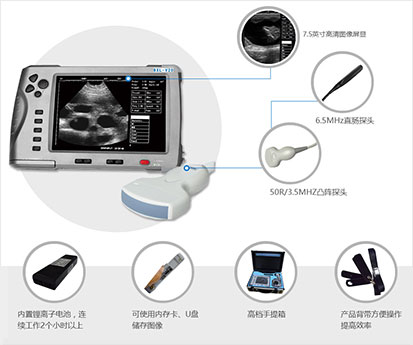 7.5英寸高清图像屏显
6.5MHz直肠探头
50R/3.5MHZ凸阵探头
内置锂离子电池，连
续工作2个小时以上
可使用内存卡、U盘
储存图像
高档手提箱
产品背带方便操作
提高效率